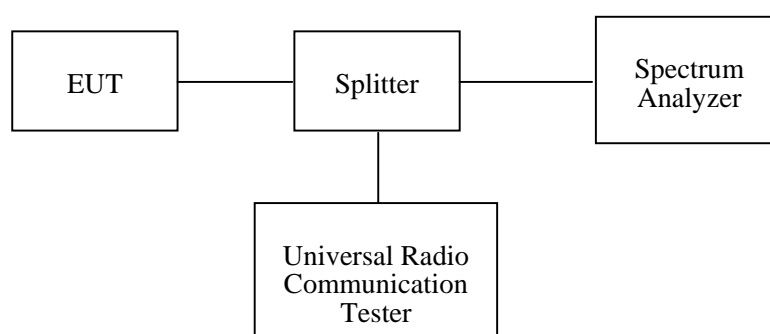 EUT
Splitter
Spectrum
Analyzer
Universal Radio
Communication
Tester